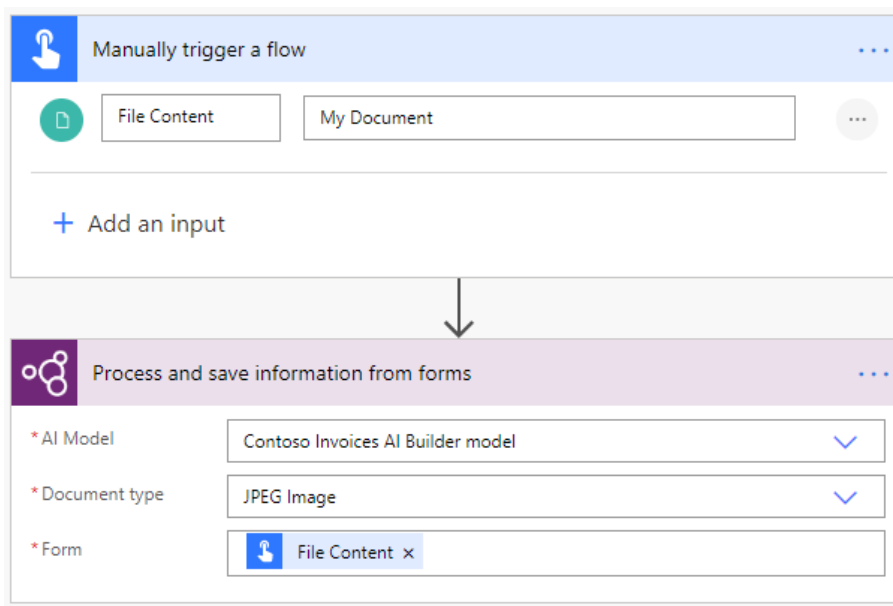 Manually trigger a flow
File Content My Document
Add an input
Process and save information from forms
*AI Model Contoso Invoices AI Builder model
*Document type JPEG Image
*Form File Content ×